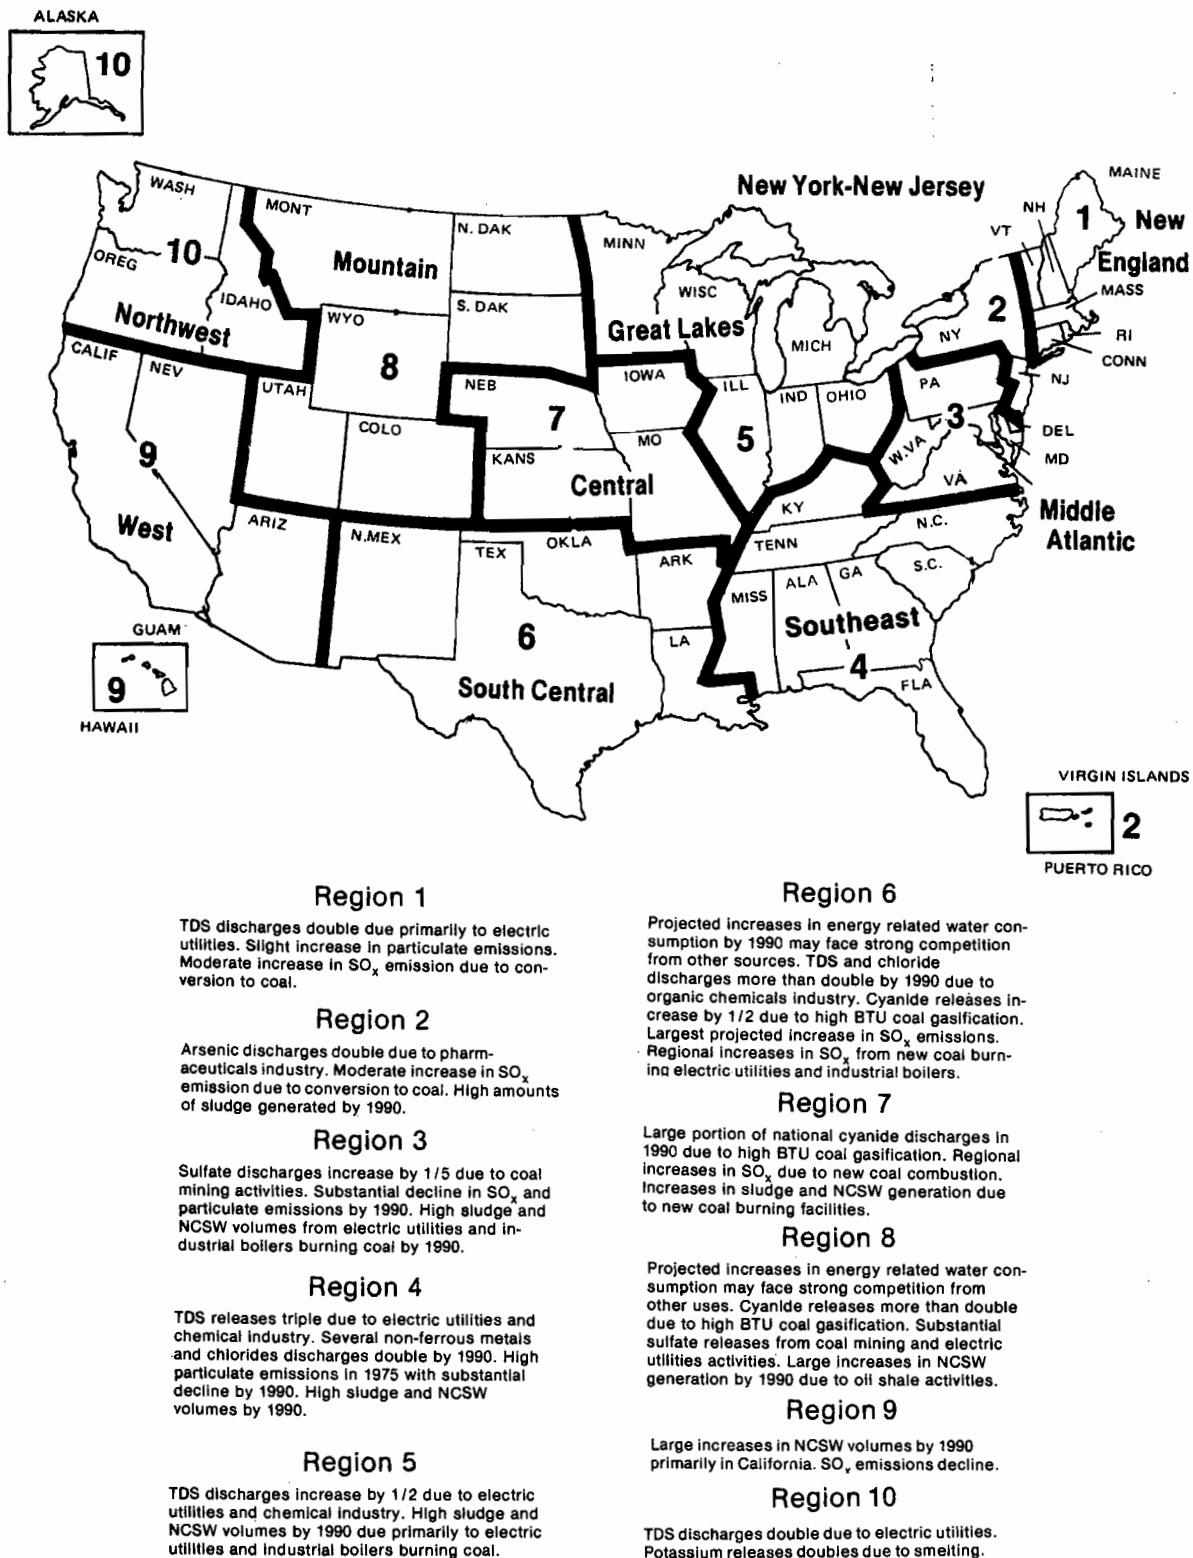 ALASKA
10
WASH
MONT
N. DAK
MINN
New York-New Jersey
MAINE
NH
VT
1
New
England
OREG
10
Mountain
WISC
2
MASS
IDAHO
S. DAK
Northwest
WYO
Great Lakes
MICH
NY
RI
CONN
CALIF
NEV
UTAH
8
NEB
IOWA
ILL
IND
OHIO
PA
NJ
COLO
7
MO
5
3
DEL
9
KANS
W.VA
MD
Central
VA
West
ARIZ
N.MEX
TEX
OKLA
KY
N.C.
Middle
Atlantic
ARK
TENN
S.C.
MISS
ALA
GA
GUAM
6
LA
Southeast
9
South Central
4
FLA
HAWAII
VIRGIN ISLANDS
2
PUERTO RICO
Region 1
TDS discharges double due primarily to electric
utilities. Slight increase in particulate emissions.
Moderate increase in SOx emission due to con-
version to coal.
Region 2
Arsenic discharges double due to pharm-
aceuticals industry. Moderate increase in SOx
emission due to conversion to coal. High amounts
of sludge generated by 1990.
Region 3
Sulfate discharges increase by 1/5 due to coal
mining activities. Substantial decline in SOx and
particulate emissions by 1990. High sludge and
NCSW volumes from electric utilities and in-
dustrial boilers burning coal by 1990.
Region 4
TDS releases triple due to electric utilities and
chemical industry. Several non-ferrous metals
and chlorides discharges double by 1990. High
particulate emissions in 1975 with substantial
decline by 1990. High sludge and NCSW
volumes by 1990.
Region 5
TDS discharges increase by 1/2 due to electric
utilities and chemical industry. High sludge and
NCSW volumes by 1990 due primarily to electric
utilities and industrial boilers burning coal.
Region 6
Projected increases in energy related water con-
sumption by 1990 may face strong competition
from other sources. TDS and chloride
discharges more than double by 1990 due to
organic chemicals industry. Cyanide releases in-
crease by 1/2 due to high BTU coal gasification.
Largest projected increase in SOx emissions.
Regional increases in SOx from new coal burn-
ing electric utilities and industrial boilers.
Region 7
Large portion of national cyanide discharges in
1990 due to high BTU coal gasification. Regional
increases in SOx due to new coal combustion.
Increases in sludge and NCSW generation due
to new coal burning facilities.
Region 8
Projected increases in energy related water con-
sumption may face strong competition from
other uses. Cyanide releases more than double
due to high BTU coal gasification. Substantial
sulfate releases from coal mining and electric
utilities activities. Large increases in NCSW
generation by 1990 due to oil shale activities.
Region 9
Large increases in NCSW volumes by 1990
primarily in California. SOx emissions decline.
Region 10
TDS discharges double due to electric utilities.
Potassium releases doubles due to smelting.